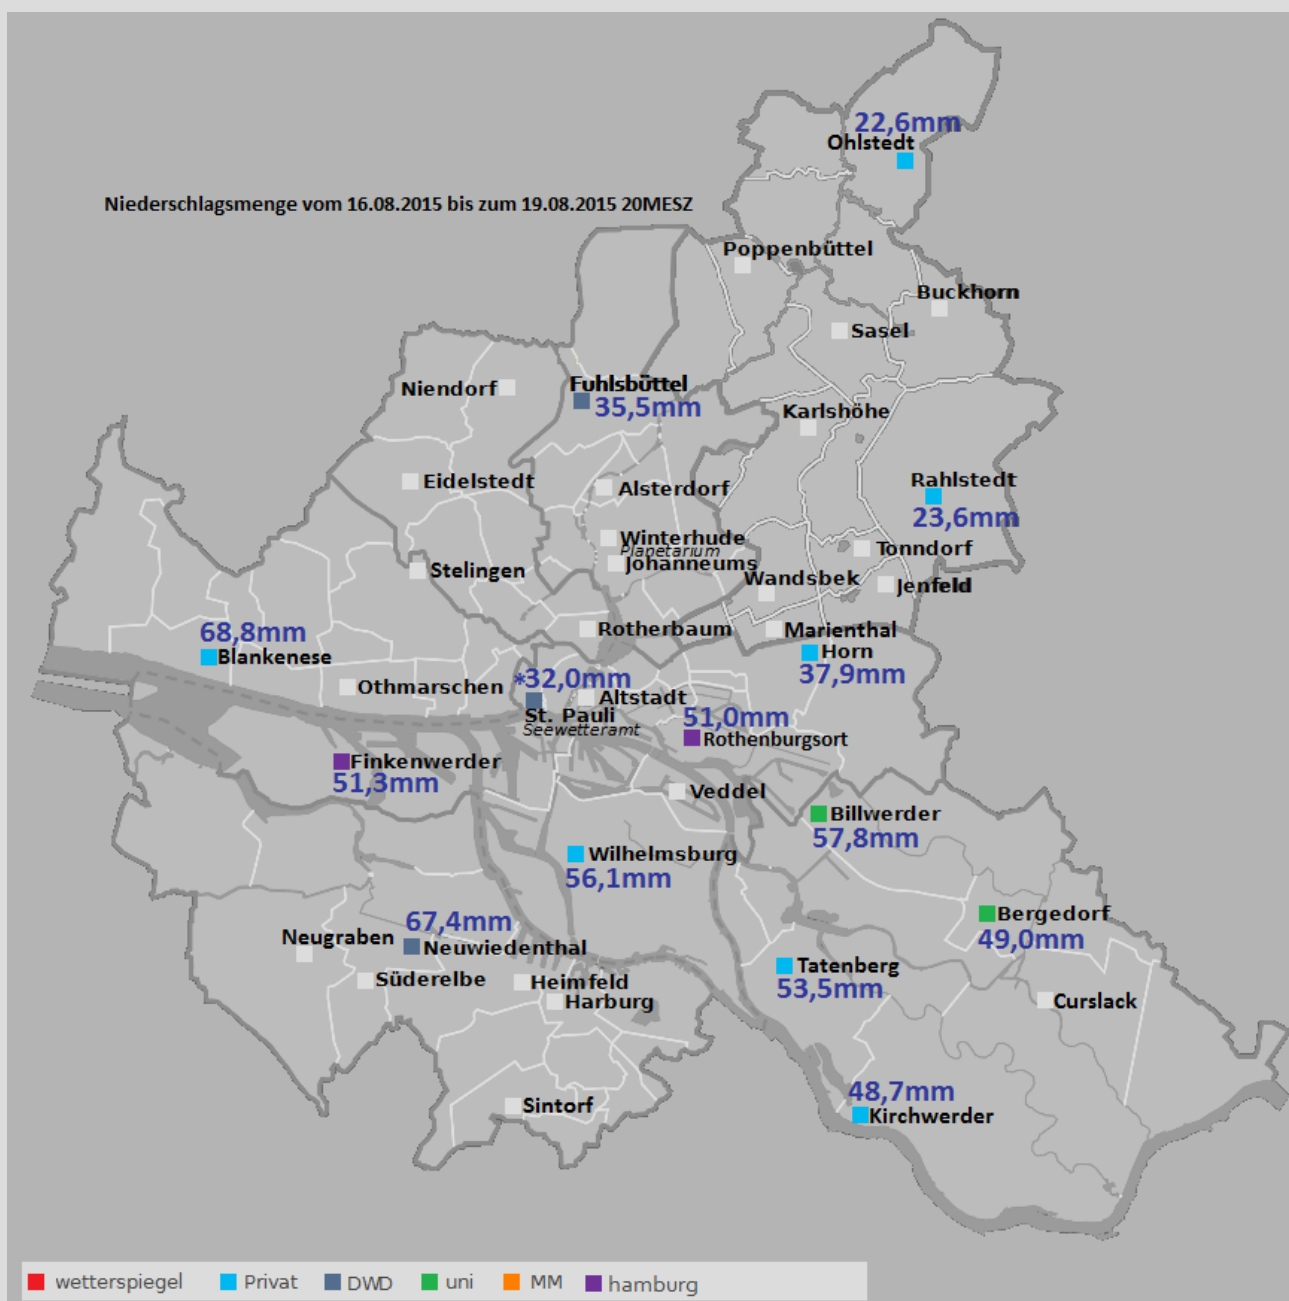 22,6mm
Ohlstedt
Niederschlagsmenge vom 16.08.2015 bis zum 19.08.2015 20MESZ
Poppenbüttel
Buckhorn
Sasel
Fuhlsbüttel
Niendorf
35,5mm
Karlshöhe
Eidelstedt
Alsterdorf
Rahlstedt
23,6mm
Winterhude
Planetarium
Tonndorf
Johanneums
Stelingen
Wandsbek
Jenfeld
68,8mm
Rotherbaum
Marienthal
Blankenese
Horn
37,9mm
*32,0mm
Othmarschen
Altstadt
St. Pauli
51,0mm
Seewetteramt
Rothenburgsort
Finkenwerder
51,3mm
Veddel
Billwerder
57,8mm
Wilhelmsburg
56,1mm
67,4mm
Bergedorf
49,0mm
Neugraben
Neuwiedenthal
Tatenberg
53,5mm
Süderelbe
Heimfeld
Harburg
Curslack
48,7mm
Sintorf
Kirchwerder
wetterspiegel Privat DWD uni MM hamburg